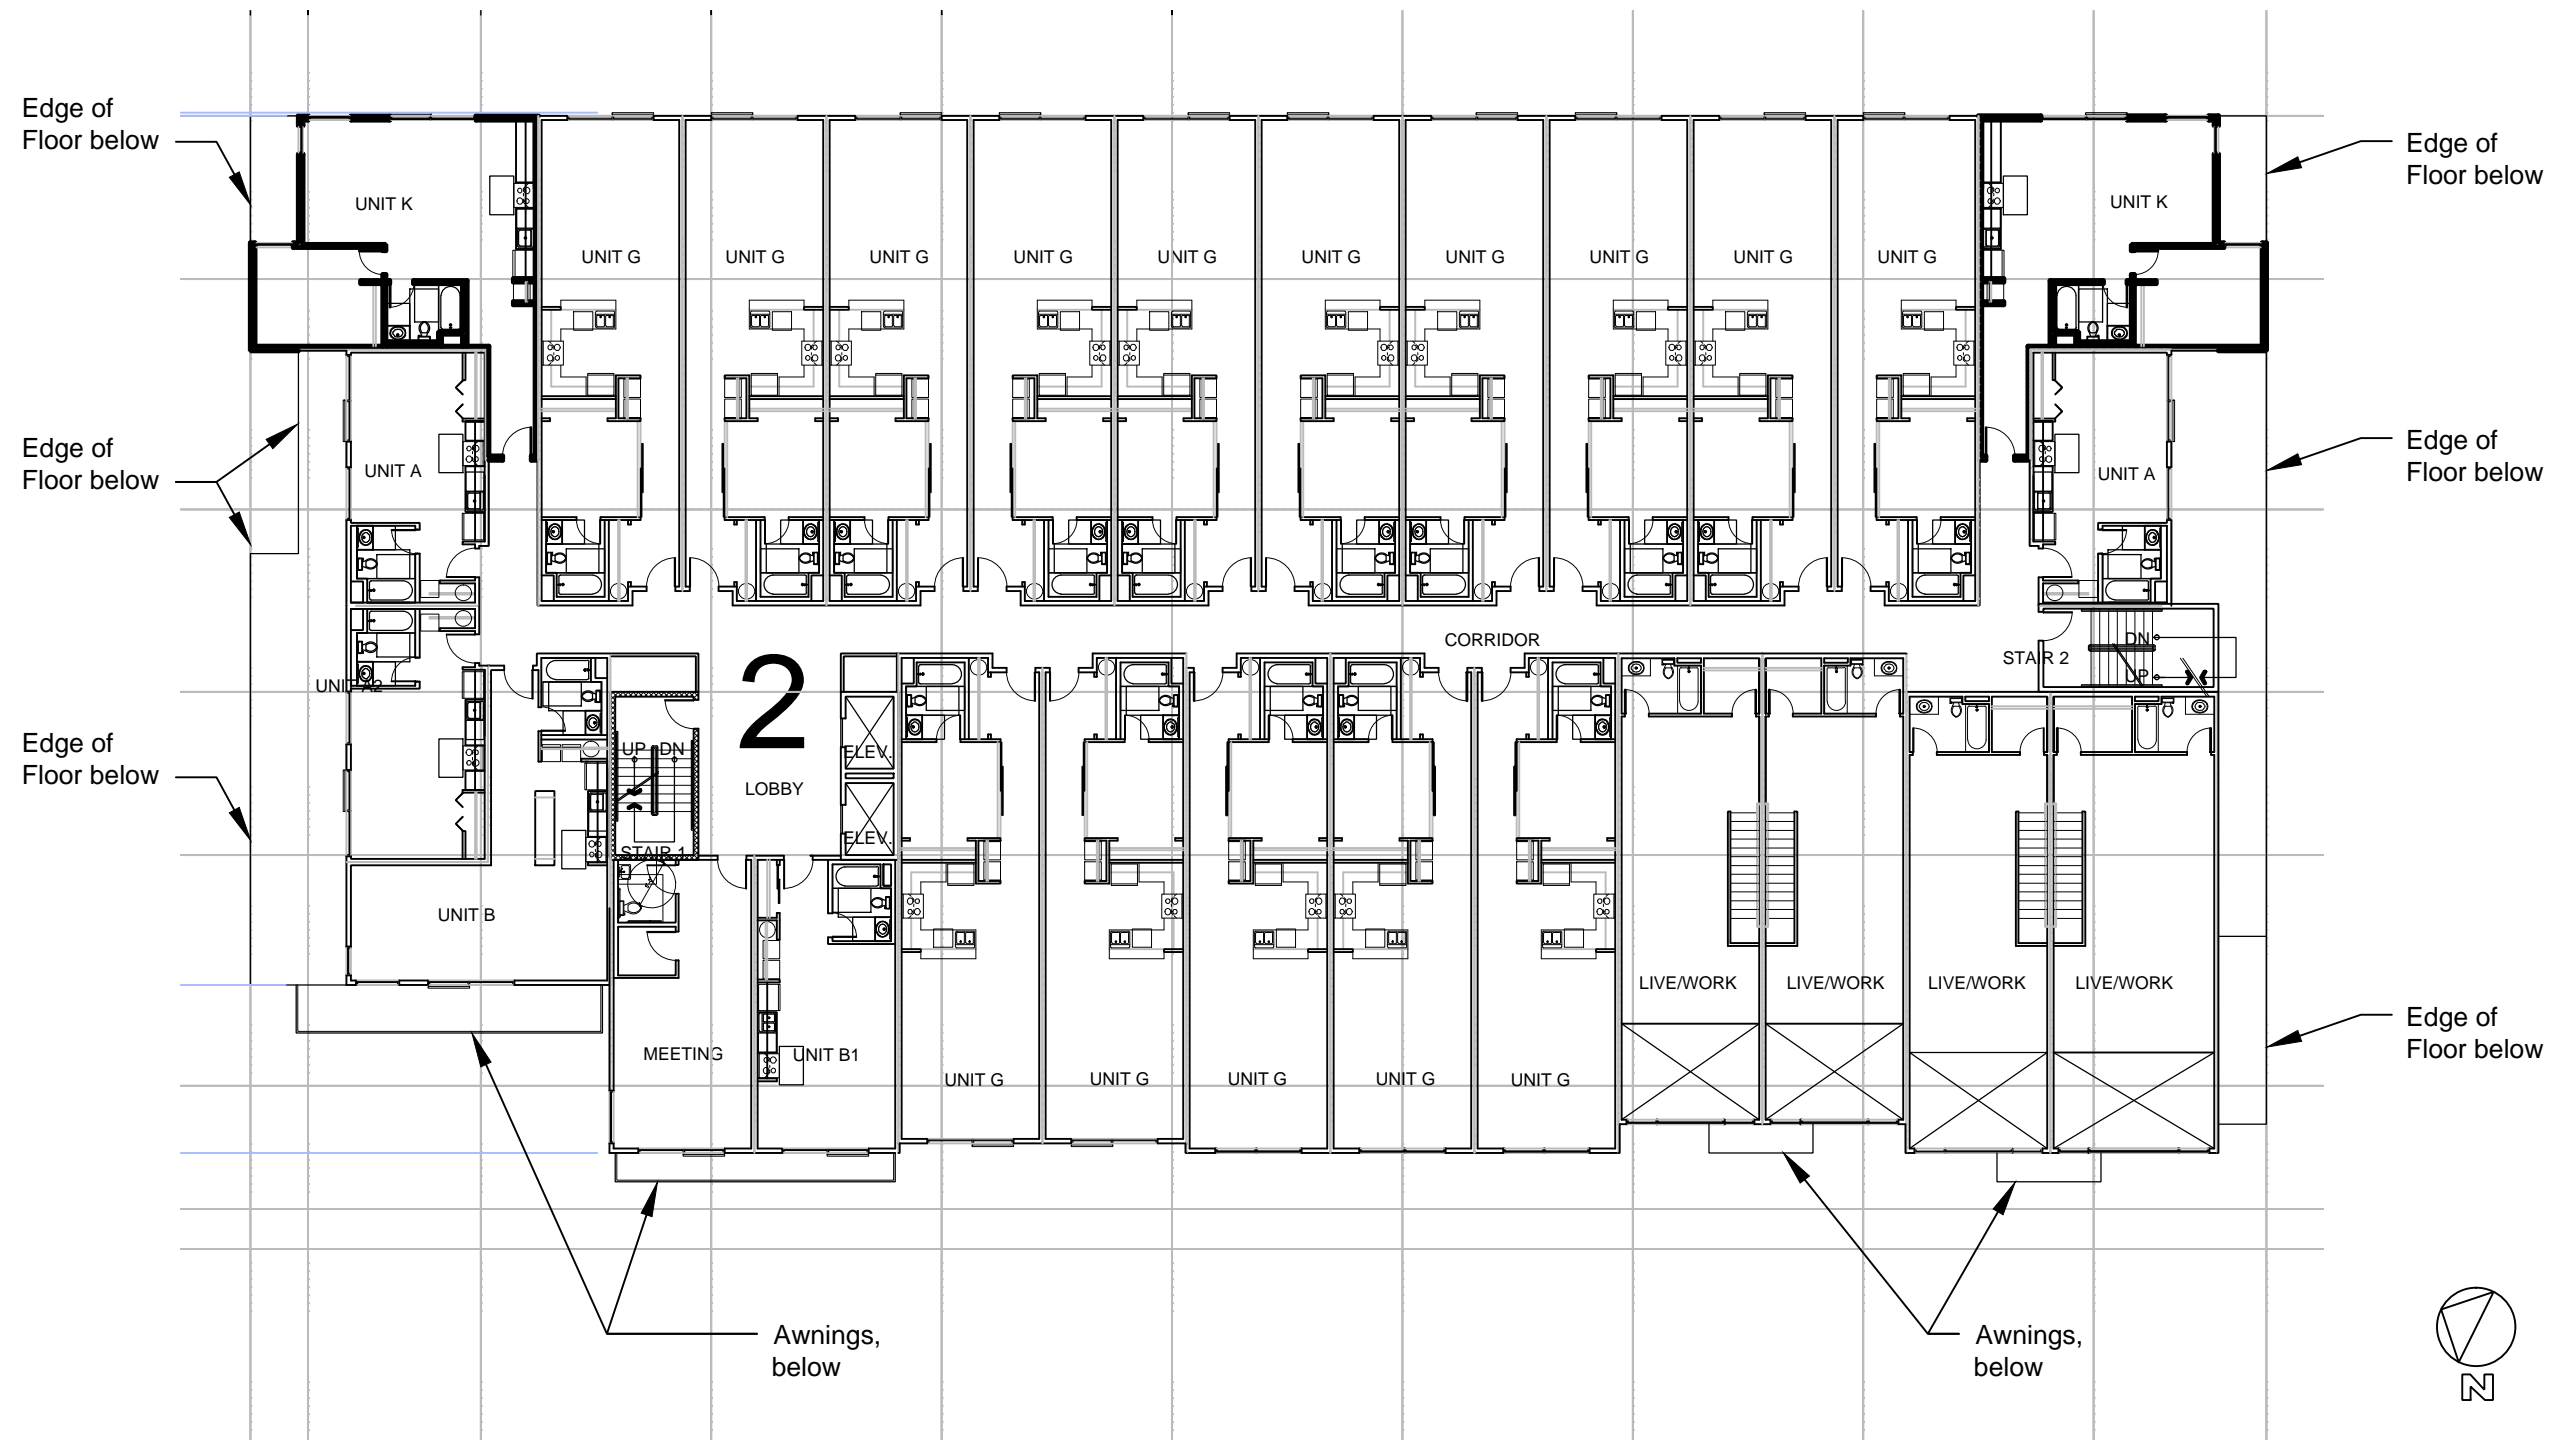 Edge of
Floor below
Edge of
Floor below
UNIT K
UNIT K
UNIT G
UNIT G
UNIT G
UNIT G
UNIT G
UNIT G
UNIT G
UNIT G
UNIT G
UNIT G
Edge of
Floor below
Edge of
Floor below
UNIT A
UNIT A
CORRIDOR
DN
STAIR 2
UP
UNIT A2
2
UP
DN
ELEV.
LOBBY
ELEV.
STAIR 1
Edge of
Floor below
UNIT B
LIVE/WORK
LIVE/WORK
LIVE/WORK
LIVE/WORK
Edge of
Floor below
MEETING
UNIT B1
UNIT G
UNIT G
UNIT G
UNIT G
UNIT G
Awnings,
below
Awnings,
below
N